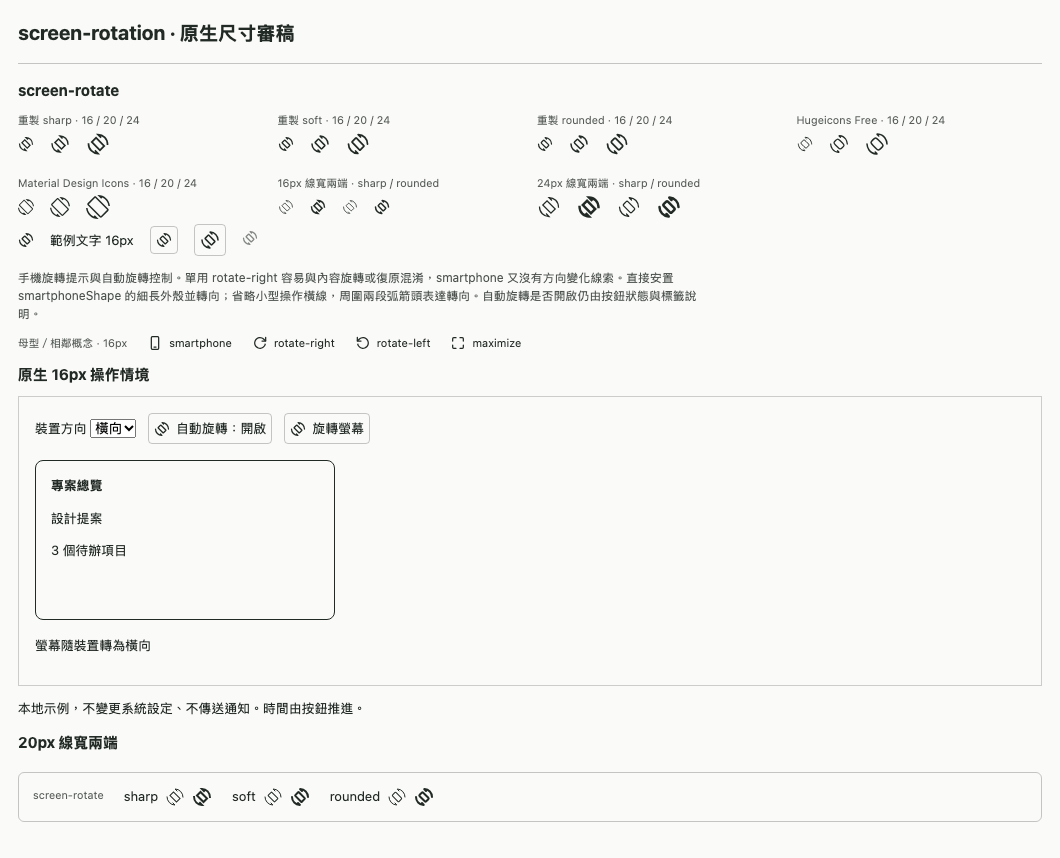 screen-rotation · 原生尺寸審稿
screen-rotate
重製 sharp · 16 / 20 / 24
重製 soft · 16 / 20 / 24
重製 rounded · 16 / 20 / 24
Hugeicons Free · 16 / 20 / 24
Material Design Icons · 16 / 20 / 24
16px 線寬兩端 · sharp / rounded
24px 線寬兩端 · sharp / rounded
範例文字 16px
手機旋轉提示與自動旋轉控制。單用 rotate-right 容易與內容旋轉或復原混淆，smartphone 又沒有方向變化線索。直接安置
smartphoneShape 的細長外殼並轉向；省略小型操作橫線，周圍兩段弧箭頭表達轉向。自動旋轉是否開啟仍由按鈕狀態與標籤說
明。
母型 / 相鄰概念 · 16px
smartphone
rotate-right
rotate-left
maximize
原生 16px 操作情境
裝置方向 橫向 自動旋轉：開啟 旋轉螢幕
專案總覽
設計提案
3 個待辦項目
螢幕隨裝置轉為橫向
本地示例，不變更系統設定、不傳送通知。時間由按鈕推進。
20px 線寬兩端
screen-rotate sharp soft rounded